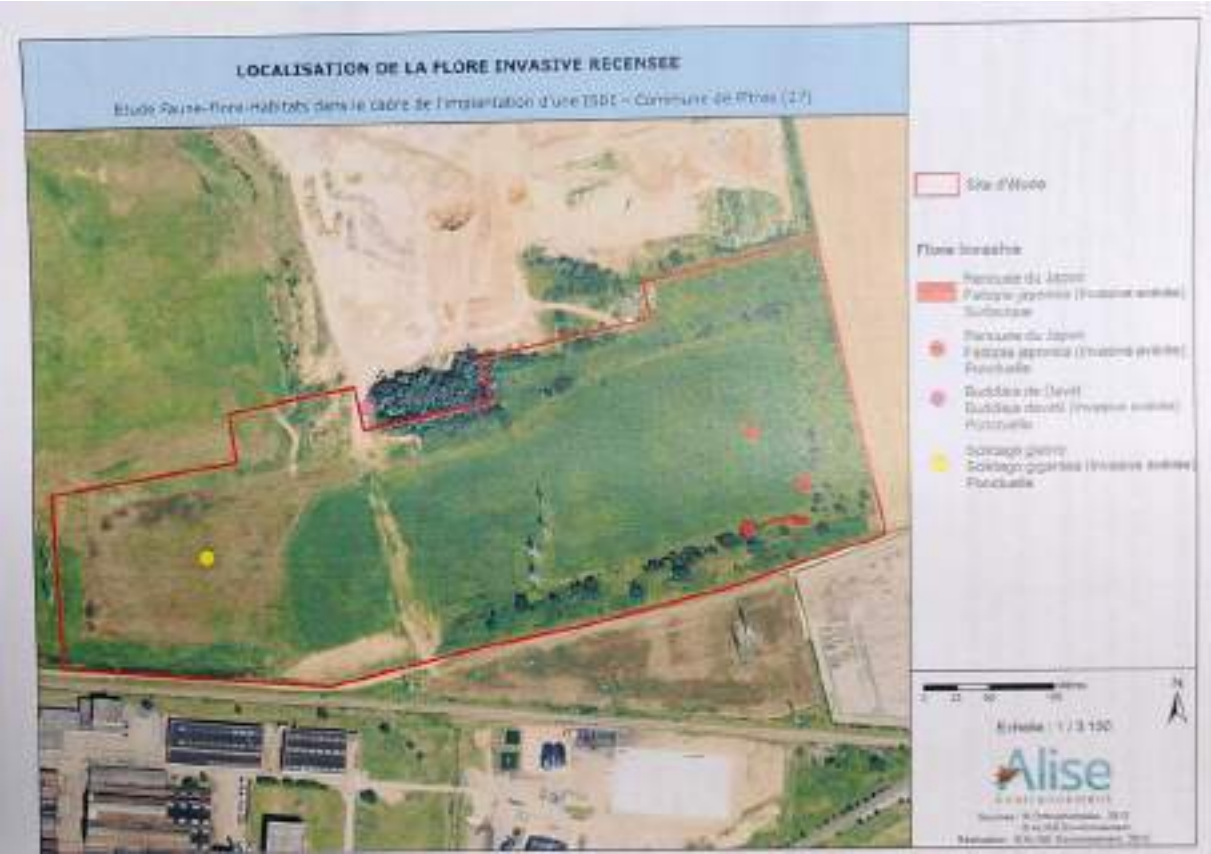 LOCALISATION DE LA FLORE INVASIVE RECENSEE
Etude Faune-Flore-Habitats dans le cadre de l'implantation d'une ISDI – Commune de Pîtres (27)
Site d'étude
Flore invasive
Renouée du Japon
Fallopia japonica (Invasive avérée)
Surfacique
Renouée du Japon
Fallopia japonica (Invasive avérée)
Ponctuelle
Buddleia de David
Buddleja davidii (Invasive avérée)
Ponctuelle
Solidage géant
Solidago gigantea (Invasive avérée)
Ponctuelle
N
Echelle : 1 / 3 100
Alise
environnement